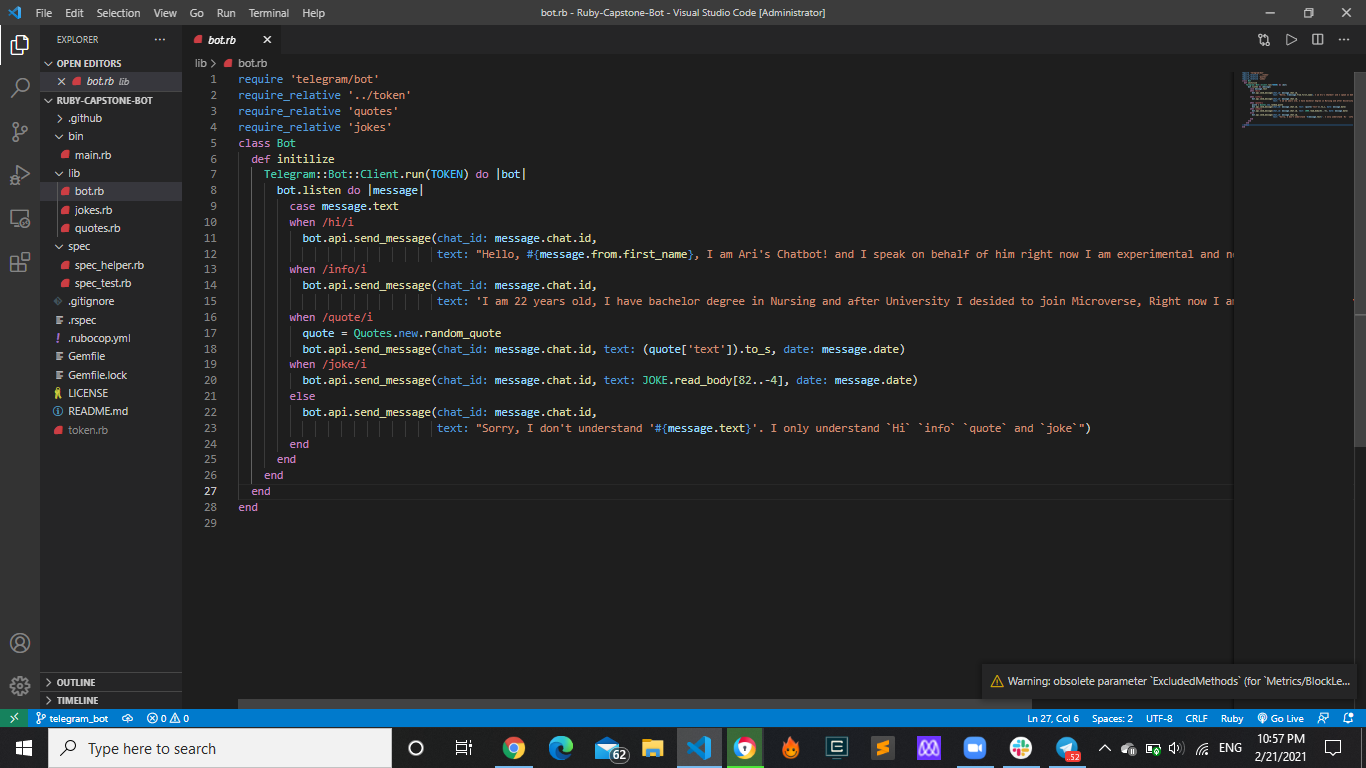 File Edit Selection View Go Run Terminal Help
bot.rb - Ruby-Capstone-Bot - Visual Studio Code [Administrator]
EXPLORER
OPEN EDITORS
bot.rb lib
RUBY-CAPSTONE-BOT
.github
bin
main.rb
lib
bot.rb
jokes.rb
quotes.rb
spec
spec_helper.rb
spec_test.rb
.gitignore
.rspec
.rubocop.yml
Gemfile
Gemfile.lock
LICENSE
README.md
token.rb
OUTLINE
TIMELINE
bot.rb
lib > bot.rb
1 require 'telegram/bot'
2 require_relative '../token'
3 require_relative 'quotes'
4 require_relative 'jokes'
5 class Bot
6 def initilize
7 Telegram::Bot::Client.run(TOKEN) do |bot|
8 bot.listen do |message|
9 case message.text
10 when /hi/i
11 bot.api.send_message(chat_id: message.chat.id,
12 text: "Hello, #{message.from.first_name}, I am Ari's Chatbot! and I speak on behalf of him right now I am experimental and
13 when /info/i
14 bot.api.send_message(chat_id: message.chat.id,
15 text: 'I am 22 years old, I have bachelor degree in Nursing and after University I desided to join Microverse, Right now I
16 when /quote/i
17 quote = Quotes.new.random_quote
18 bot.api.send_message(chat_id: message.chat.id, text: (quote['text']).to_s, date: message.date)
19 when /joke/i
20 bot.api.send_message(chat_id: message.chat.id, text: JOKE.read_body[82..-4], date: message.date)
21 else
22 bot.api.send_message(chat_id: message.chat.id,
23 text: "Sorry, I don't understand '#{message.text}'. I only understand `Hi` `info` `quote` and `joke`")
24 end
25 end
26 end
27 end
28 end
29
Warning: obsolete parameter `ExcludedMethods` (for `Metrics/BlockLe...
telegram_bot 0 0 Ln 27, Col 6 Spaces: 2 UTF-8 CRLF Ruby Go Live
Type here to search
62
.52
ENG
10:57 PM
2/21/2021